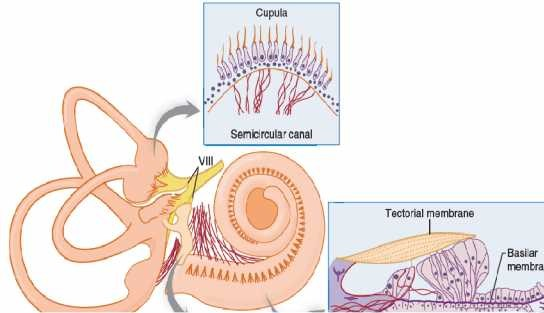 Cupula
Semicircular canal
VIII
Tectorial membrane
Basilar
membra